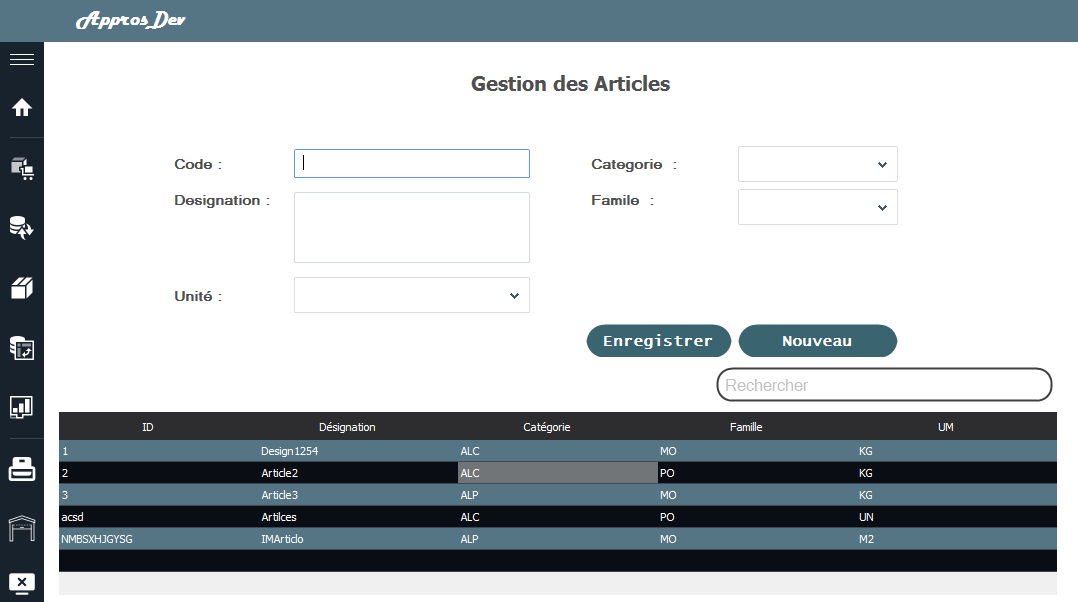 Appros Dev
Gestion des Articles
Code :
Categorie :
Designation :
Famile :
Unité :
Enregistrer
Nouveau
Rechercher
ID Désignation Catégorie Famille UM
1 Design1254 ALC MO KG
2 Article2 ALC PO KG
3 Article3 ALP MO KG
acsd Artilces ALC PO UN
NMBSXHJGYSG IMArticlo ALP MO M2